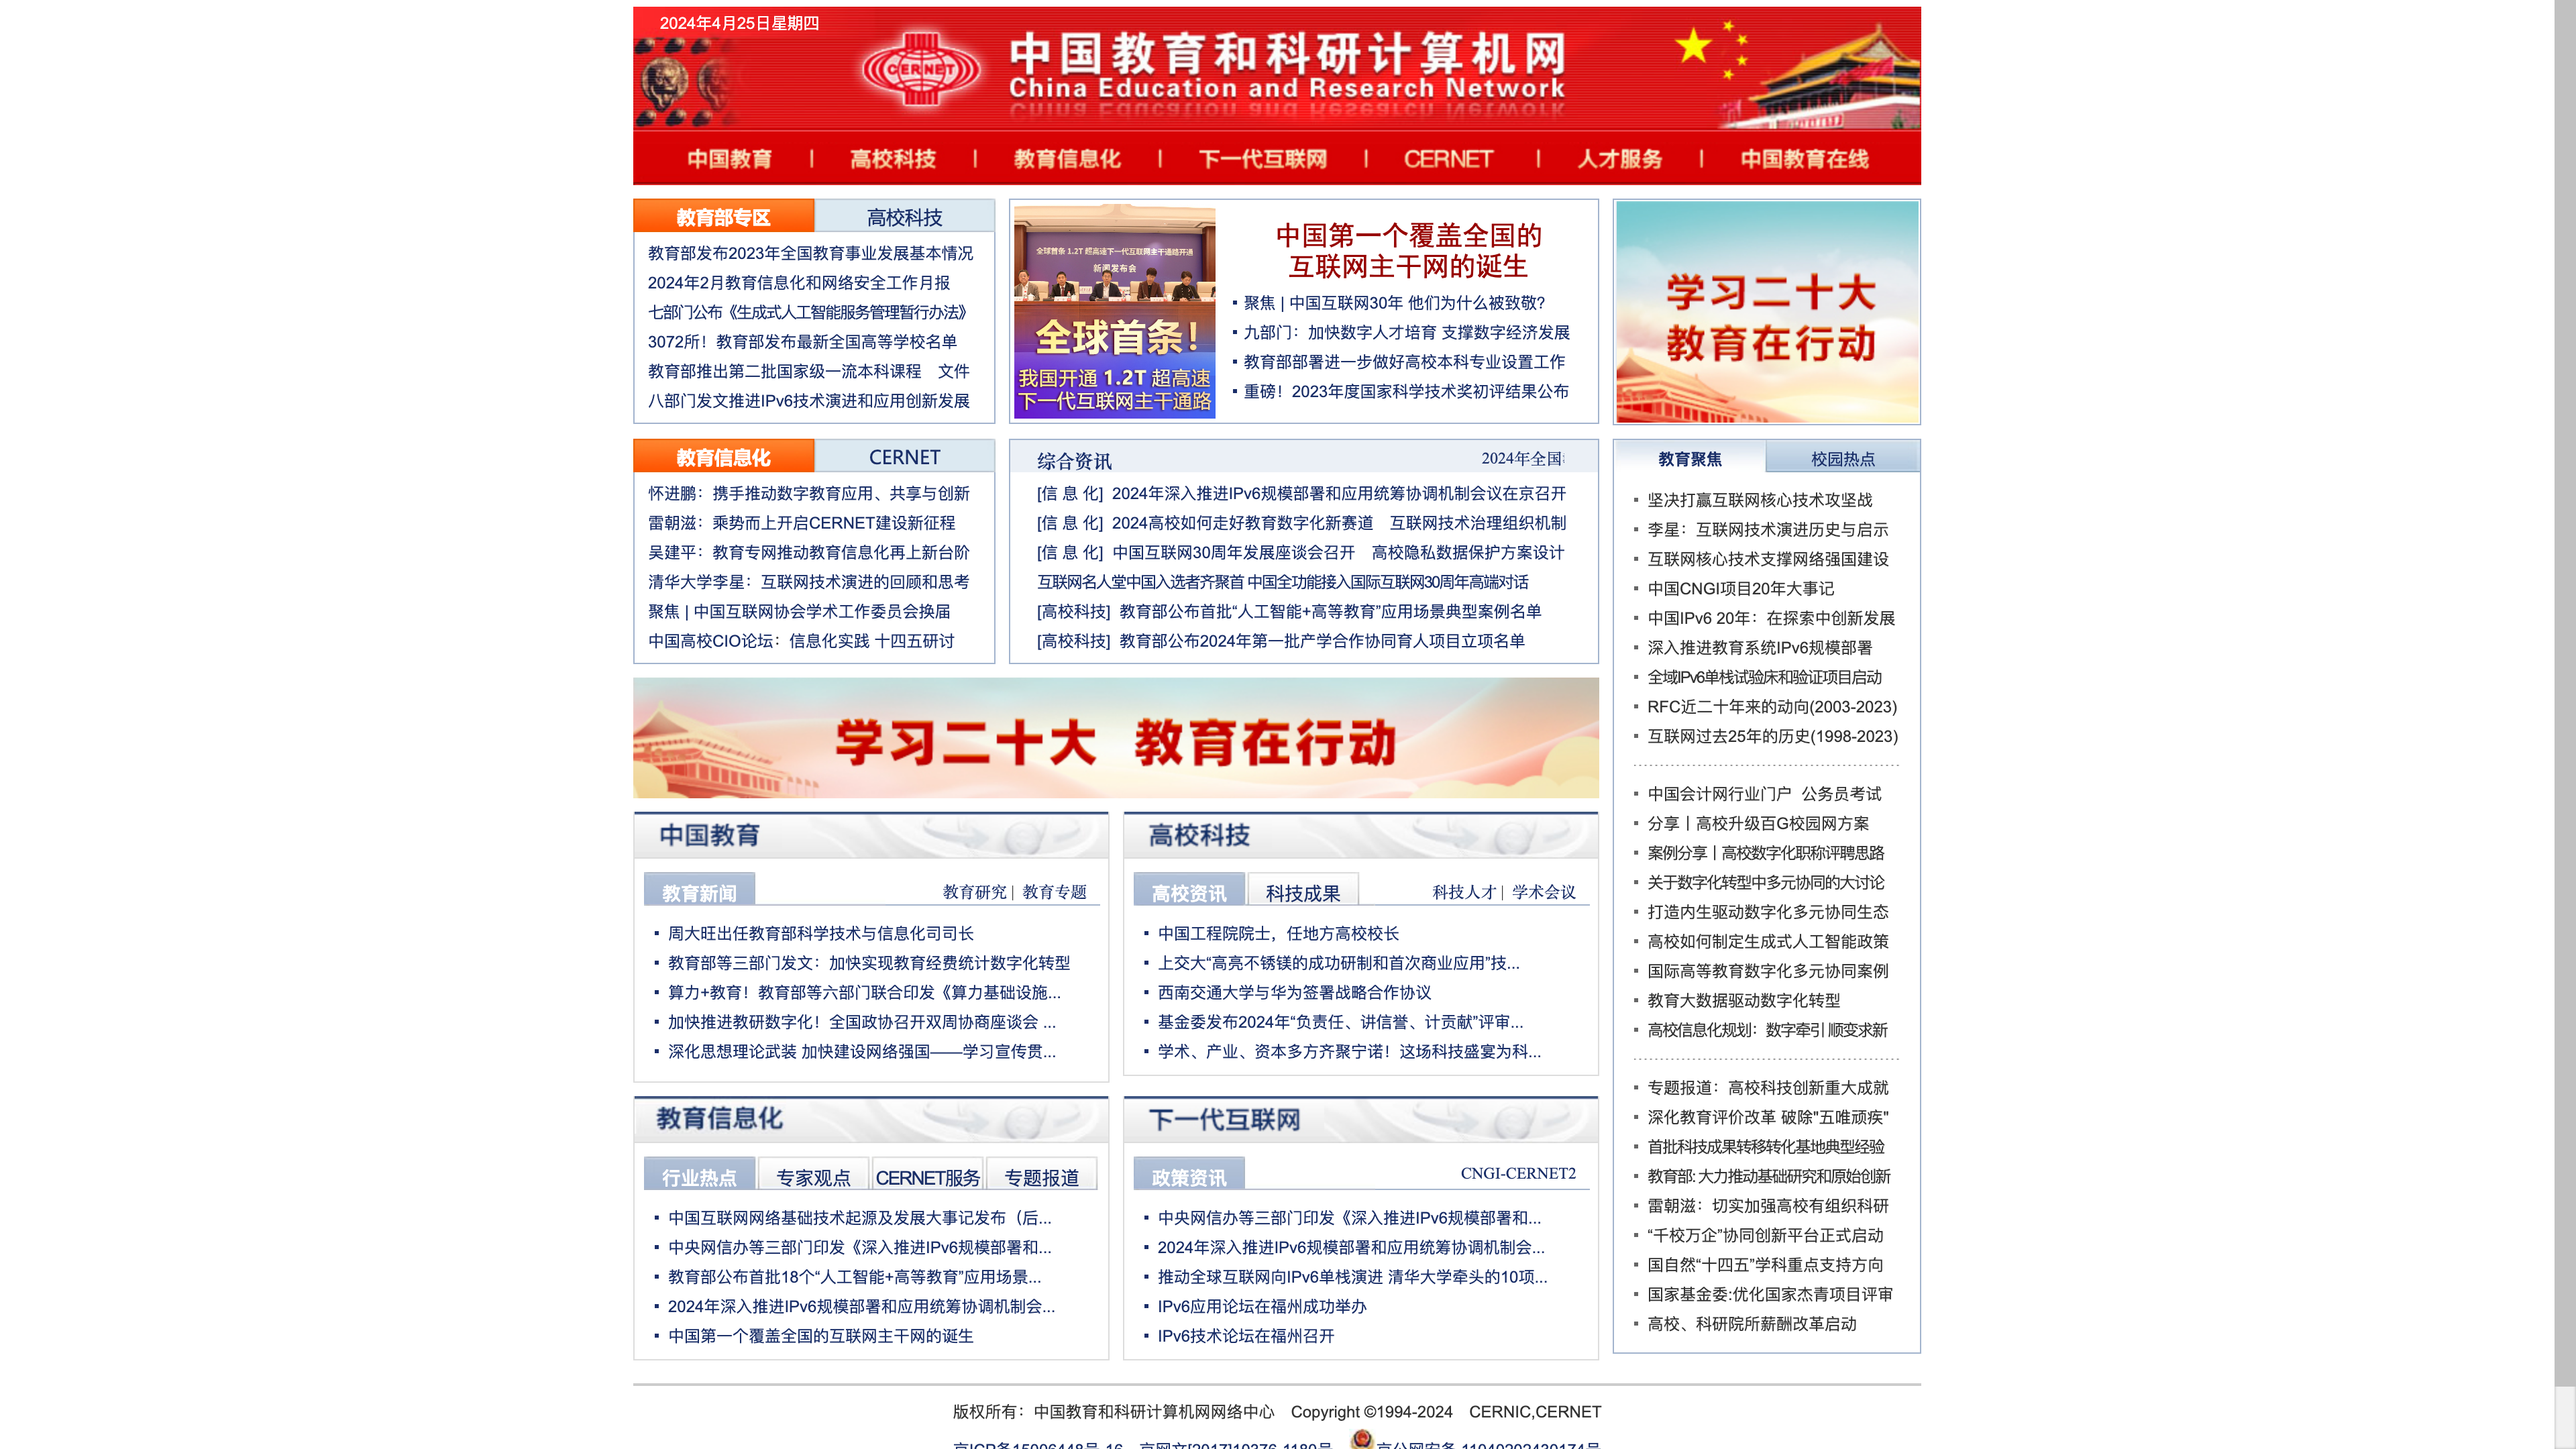 2024年4月25日星期四
CERNET
中国教育和科研计算机网
China Education and Research Network
中国教育 | 高校科技 | 教育信息化 | 下一代互联网 | CERNET | 人才服务 | 中国教育在线
教育部专区 高校科技
教育部发布2023年全国教育事业发展基本情况
2024年2月教育信息化和网络安全工作月报
七部门公布《生成式人工智能服务管理暂行办法》
3072所！教育部发布最新全国高等学校名单
教育部推出第二批国家级一流本科课程 文件
八部门发文推进IPv6技术演进和应用创新发展
全球首条 1.2T 超高速下一代互联网主干通路开通
新闻发布会
全球首条！
我国开通 1.2T 超高速
下一代互联网主干通路
中国第一个覆盖全国的
互联网主干网的诞生
聚焦 | 中国互联网30年 他们为什么被致敬?
九部门：加快数字人才培育 支撑数字经济发展
教育部部署进一步做好高校本科专业设置工作
重磅！2023年度国家科学技术奖初评结果公布
学习二十大
教育在行动
教育信息化 CERNET
怀进鹏：携手推动数字教育应用、共享与创新
雷朝滋：乘势而上开启CERNET建设新征程
吴建平：教育专网推动教育信息化再上新台阶
清华大学李星：互联网技术演进的回顾和思考
聚焦 | 中国互联网协会学术工作委员会换届
中国高校CIO论坛：信息化实践 十四五研讨
综合资讯 2024年全国
[信 息 化] 2024年深入推进IPv6规模部署和应用统筹协调机制会议在京召开
[信 息 化] 2024高校如何走好教育数字化新赛道 互联网技术治理组织机制
[信 息 化] 中国互联网30周年发展座谈会召开 高校隐私数据保护方案设计
互联网名人堂中国入选者齐聚首 中国全功能接入国际互联网30周年高端对话
[高校科技] 教育部公布首批“人工智能+高等教育”应用场景典型案例名单
[高校科技] 教育部公布2024年第一批产学合作协同育人项目立项名单
教育聚焦 校园热点
坚决打赢互联网核心技术攻坚战
李星：互联网技术演进历史与启示
互联网核心技术支撑网络强国建设
中国CNGI项目20年大事记
中国IPv6 20年：在探索中创新发展
深入推进教育系统IPv6规模部署
全域IPv6单栈试验床和验证项目启动
RFC近二十年来的动向(2003-2023)
互联网过去25年的历史(1998-2023)
中国会计网行业门户 公务员考试
分享丨高校升级百G校园网方案
案例分享丨高校数字化职称评聘思路
关于数字化转型中多元协同的大讨论
打造内生驱动数字化多元协同生态
高校如何制定生成式人工智能政策
国际高等教育数字化多元协同案例
教育大数据驱动数字化转型
高校信息化规划：数字牵引 顺变求新
专题报道：高校科技创新重大成就
深化教育评价改革 破除"五唯顽疾"
首批科技成果转移转化基地典型经验
教育部: 大力推动基础研究和原始创新
雷朝滋：切实加强高校有组织科研
“千校万企”协同创新平台正式启动
国自然“十四五”学科重点支持方向
国家基金委:优化国家杰青项目评审
高校、科研院所薪酬改革启动
学习二十大 教育在行动
中国教育
教育新闻 教育研究 | 教育专题
周大旺出任教育部科学技术与信息化司司长
教育部等三部门发文：加快实现教育经费统计数字化转型
算力+教育！教育部等六部门联合印发《算力基础设施...
加快推进教研数字化！全国政协召开双周协商座谈会 ...
深化思想理论武装 加快建设网络强国——学习宣传贯...
高校科技
高校资讯 科技成果 科技人才 | 学术会议
中国工程院院士，任地方高校校长
上交大“高亮不锈镁的成功研制和首次商业应用”技...
西南交通大学与华为签署战略合作协议
基金委发布2024年“负责任、讲信誉、计贡献”评审...
学术、产业、资本多方齐聚宁诺！这场科技盛宴为科...
教育信息化
行业热点 专家观点 CERNET服务 专题报道
中国互联网网络基础技术起源及发展大事记发布（后...
中央网信办等三部门印发《深入推进IPv6规模部署和...
教育部公布首批18个“人工智能+高等教育”应用场景...
2024年深入推进IPv6规模部署和应用统筹协调机制会...
中国第一个覆盖全国的互联网主干网的诞生
下一代互联网
政策资讯 CNGI-CERNET2
中央网信办等三部门印发《深入推进IPv6规模部署和...
2024年深入推进IPv6规模部署和应用统筹协调机制会...
推动全球互联网向IPv6单栈演进 清华大学牵头的10项...
IPv6应用论坛在福州成功举办
IPv6技术论坛在福州召开
版权所有：中国教育和科研计算机网网络中心 Copyright ©1994-2024 CERNIC,CERNET
京ICP备15006448号-16 京网文[2017]10376-1180号 京公网安备 11040202430174号